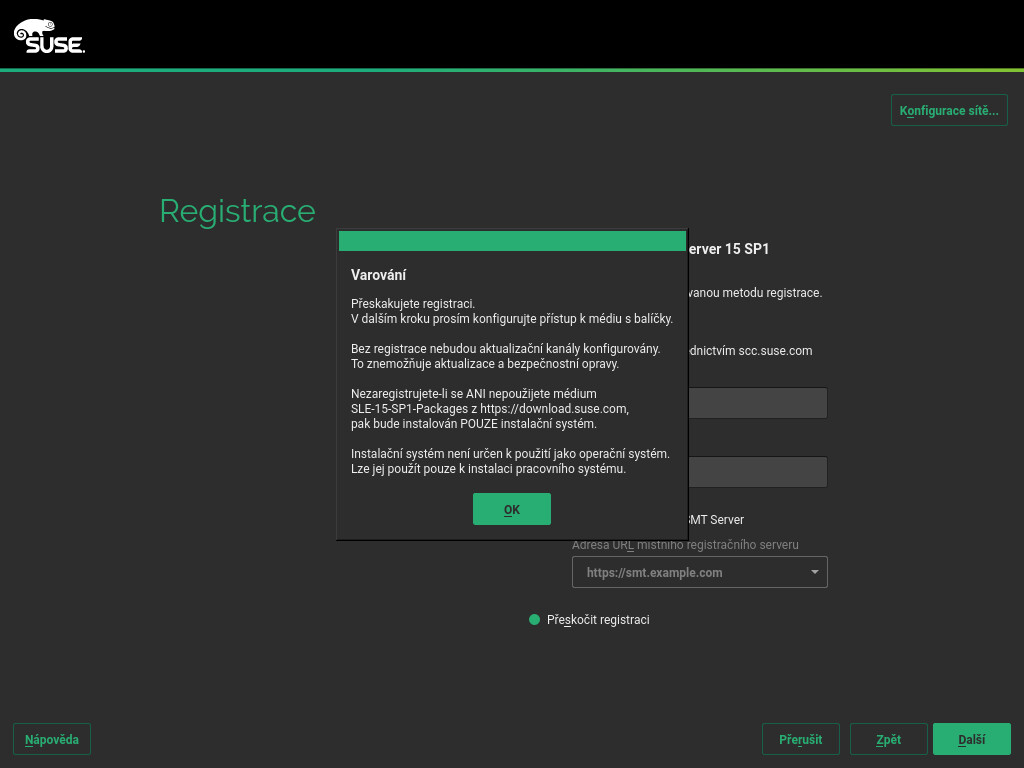 SUSE.
Konfigurace sítě...
Registrace
erver 15 SP1
Varování
vanou metodu registrace.
Přeskakujete registraci.
V dalším kroku prosím konfigurujte přístup k médiu s balíčky.
Bez registrace nebudou aktualizační kanály konfigurovány.
ednictvím scc.suse.com
To znemožňuje aktualizace a bezpečnostní opravy.
Nezaregistrujete-li se ANI nepoužijete médium
SLE-15-SP1-Packages z https://download.suse.com,
pak bude instalován POUZE instalační systém.
Instalační systém není určen k použití jako operační systém.
Lze jej použít pouze k instalaci pracovního systému.
OK
SMT Server
Adresa URL místního registračního serveru
https://smt.example.com
Přeskočit registraci
Nápověda
Přerušit
Zpět
Další